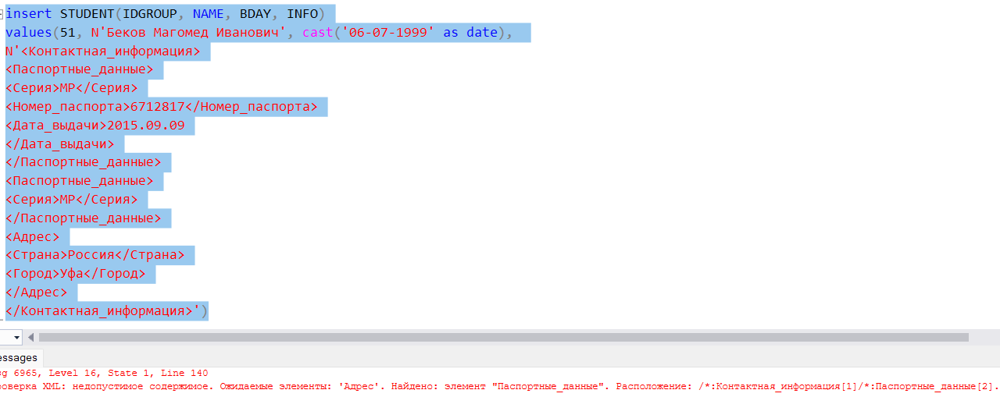 insert STUDENT(IDGROUP, NAME, BDAY, INFO)
values(51, N'Беков Магомед Иванович', cast('06-07-1999' as date),
N'<Контактная_информация>
<Паспортные_данные>
<Серия>МР</Серия>
<Номер_паспорта>6712817</Номер_паспорта>
<Дата_выдачи>2015.09.09
</Дата_выдачи>
</Паспортные_данные>
<Паспортные_данные>
<Серия>МР</Серия>
</Паспортные_данные>
<Адрес>
<Страна>Россия</Страна>
<Город>Уфа</Город>
</Адрес>
</Контактная_информация>')
essages
sg 6965, Level 16, State 1, Line 140
роверка XML: недопустимое содержимое. Ожидаемые элементы: 'Адрес'. Найдено: элемент "Паспортные_данные". Расположение: /*:Контактная_информация[1]/*:Паспортные_данные[2].